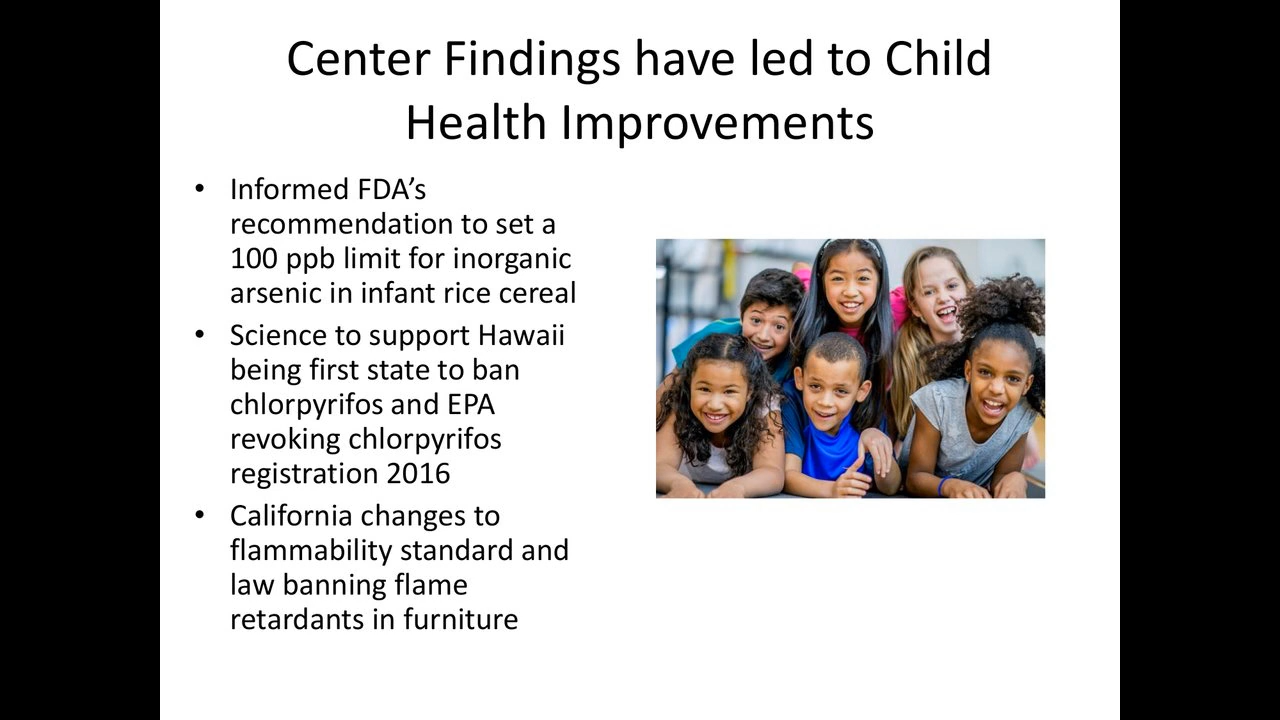 Center Findings have led to Child
Health Improvements
• Informed FDA’s
recommendation to set a
100 ppb limit for inorganic
arsenic in infant rice cereal
• Science to support Hawaii
being first state to ban
chlorpyrifos and EPA
revoking chlorpyrifos
registration 2016
• California changes to
flammability standard and
law banning flame
retardants in furniture